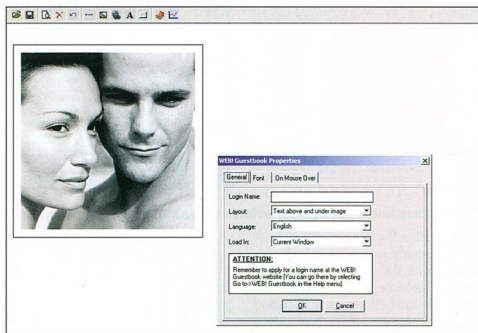 A
WEB! Guestbook Properties
General Font On Mouse Over
Login Name:
Layout: Text above and under image
Language: English
Load In: Current Window
ATTENTION:
Remember to apply for a login name at the WEB!
Guestbook website (You can go there by selecting
Go to->WEB! Guestbook in the Help menu)
OK Cancel